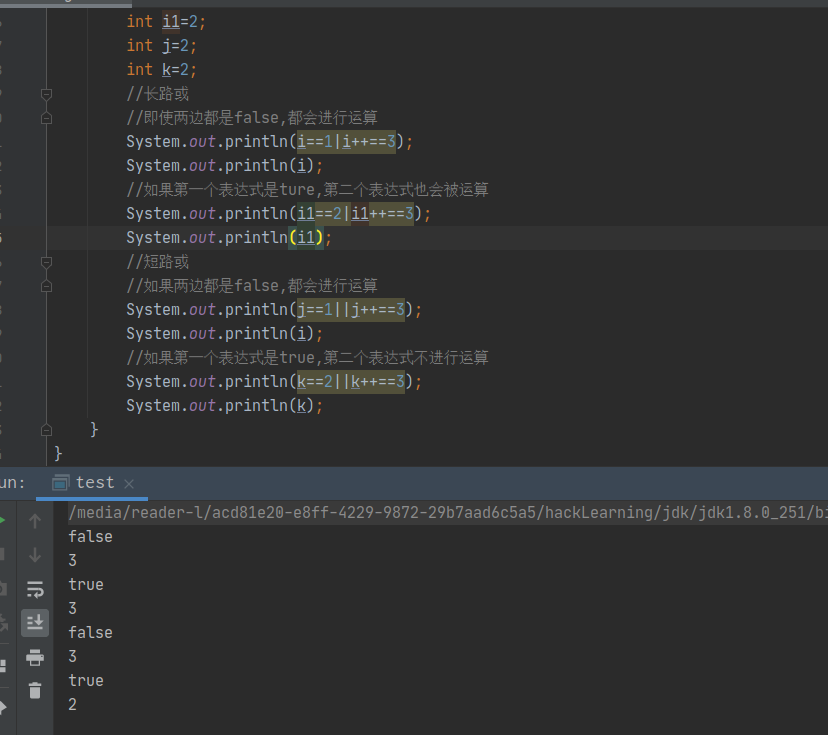 int i1=2;
int j=2;
int k=2;
//长路或
//即使两边都是false,都会进行运算
System.out.println(i==1|i++==3);
System.out.println(i);
//如果第一个表达式是ture,第二个表达式也会被运算
System.out.println(i1==2|i1++==3);
System.out.println(i1);
//短路或
//如果两边都是false,都会进行运算
System.out.println(j==1||j++==3);
System.out.println(i);
//如果第一个表达式是true,第二个表达式不进行运算
System.out.println(k==2||k++==3);
System.out.println(k);
}
}
un: test ×
/media/reader-l/acd81e20-e8ff-4229-9872-29b7aad6c5a5/hackLearning/jdk/jdk1.8.0_251/bi
false
3
true
3
false
3
true
2